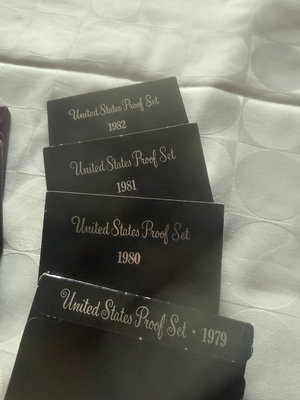 United States Proof Set
1982
United States Proof Set
1981
United States Proof Set
1980
United States Proof Set • 1979